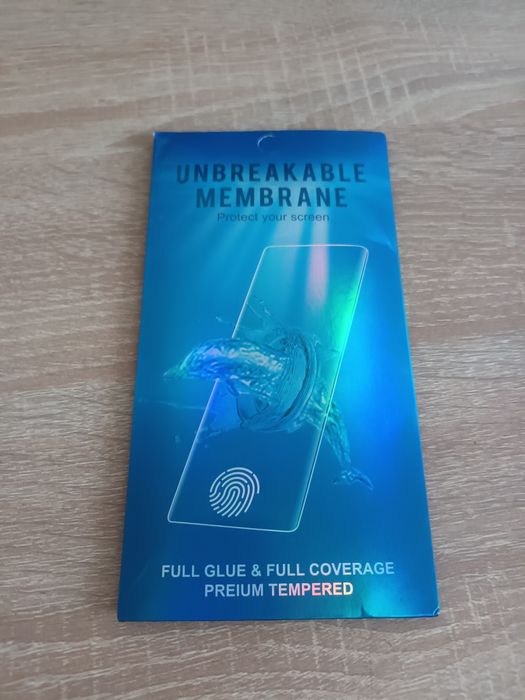 UNBREAKABLE
MEMBRANE
Protect your screen
FULL GLUE & FULL COVERAGE
PREIUM TEMPERED